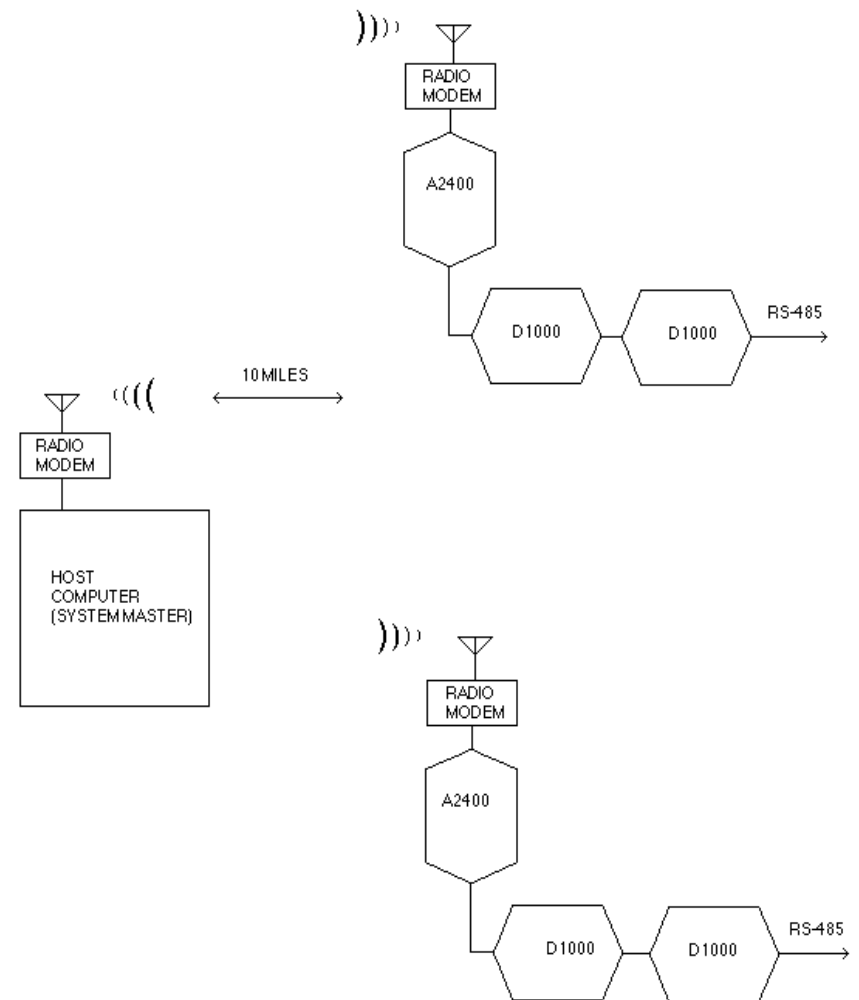 RADIO
MODEM
A2400
D1000
D1000
RS-485
10 MILES
RADIO
MODEM
HOST
COMPUTER
(SYSTEM MASTER)
RADIO
MODEM
A2400
D1000
D1000
RS-485